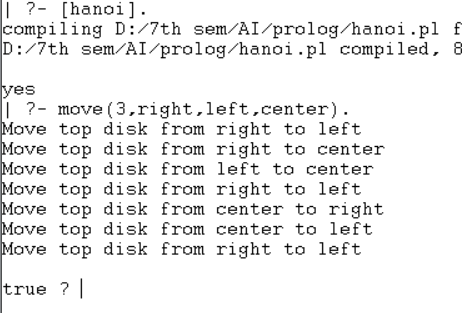 | ?- [hanoi].
compiling D:/7th sem/AI/prolog/hanoi.pl f
D:/7th sem/AI/prolog/hanoi.pl compiled, 8
yes
| ?- move(3,right,left,center).
Move top disk from right to left
Move top disk from right to center
Move top disk from left to center
Move top disk from right to left
Move top disk from center to right
Move top disk from center to left
Move top disk from right to left
true ?